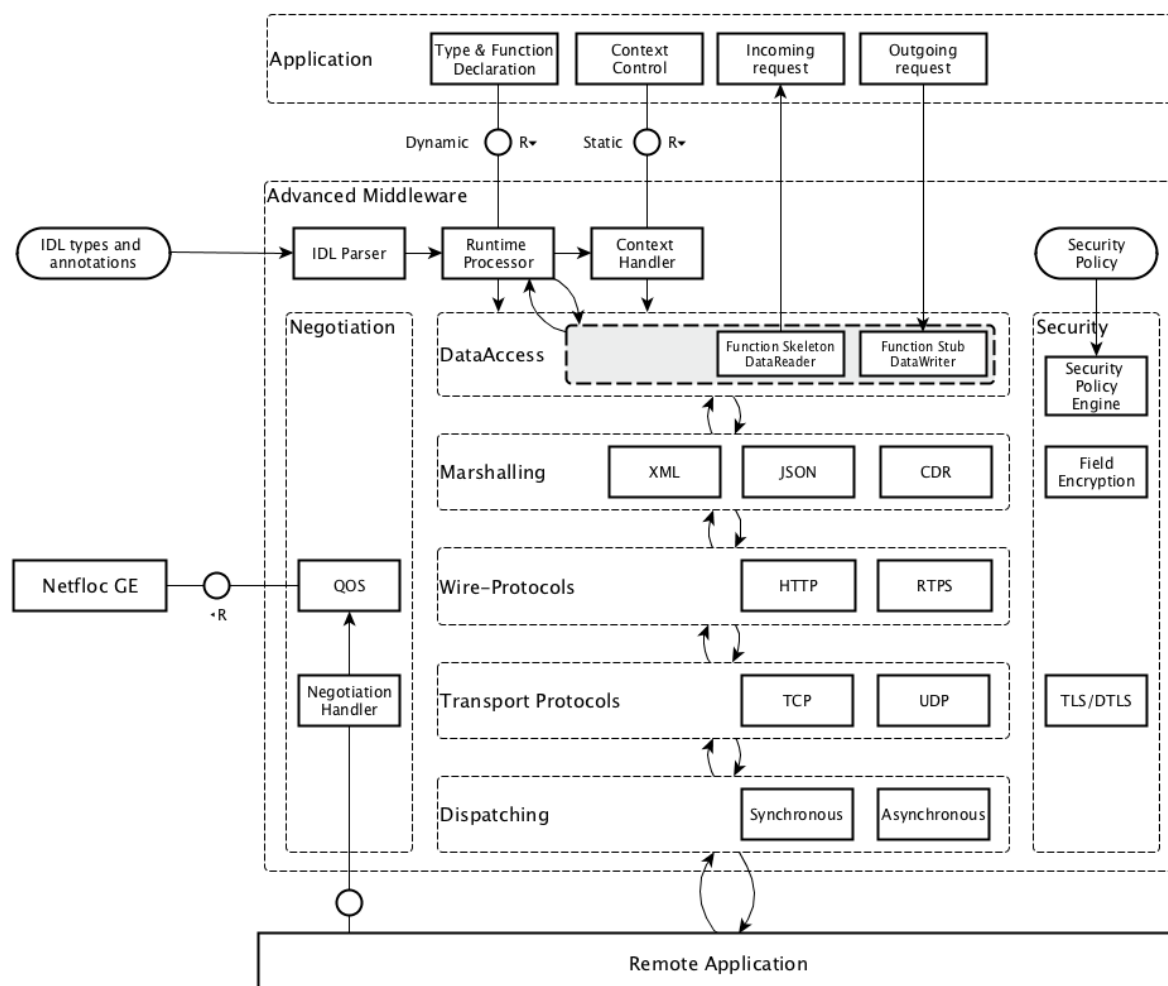 Application
Type & Function
Declaration
Context
Control
Incoming
request
Outgoing
request
Dynamic
R▾
Static
R▾
Advanced Middleware
IDL types and
annotations
IDL Parser
Runtime
Processor
Context
Handler
Security
Policy
Negotiation
DataAccess
Function Skeleton
DataReader
Function Stub
DataWriter
Security
Security
Policy
Engine
Marshalling
XML
JSON
CDR
Field
Encryption
Netfloc GE
◂R
QOS
Wire-Protocols
HTTP
RTPS
Negotiation
Handler
Transport Protocols
TCP
UDP
TLS/DTLS
Dispatching
Synchronous
Asynchronous
Remote Application